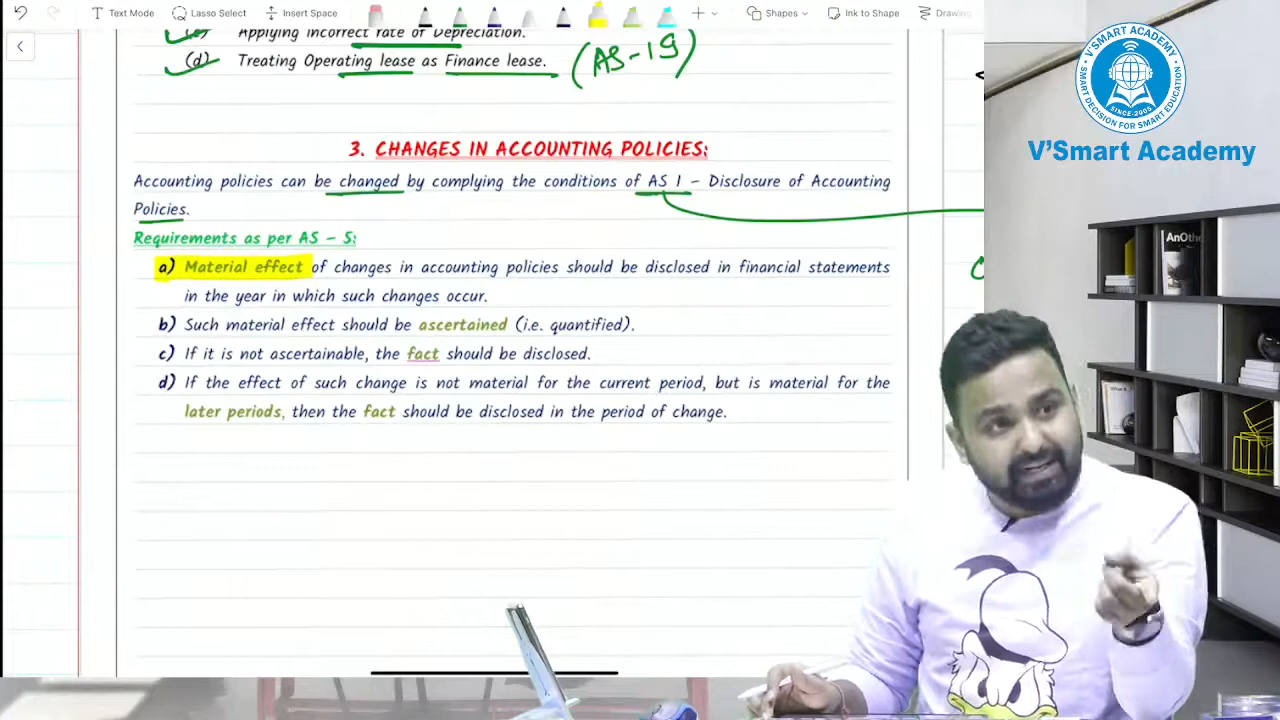 Text Mode Lasso Select Insert Space Shapes Ink to Shape Drawing
Applying incorrect rate of Depreciation.
(d) Treating Operating lease as Finance lease. (AS-19)
3. CHANGES IN ACCOUNTING POLICIES:
Accounting policies can be changed by complying the conditions of AS 1 – Disclosure of Accounting
Policies.
Requirements as per AS – 5:
a) Material effect of changes in accounting policies should be disclosed in financial statements
in the year in which such changes occur.
b) Such material effect should be ascertained (i.e. quantified).
c) If it is not ascertainable, the fact should be disclosed.
d) If the effect of such change is not material for the current period, but is material for the
later periods, then the fact should be disclosed in the period of change.
V'SMART ACADEMY
SINCE-2005
SMART DECISION FOR SMART EDUCATION
V'Smart Academy